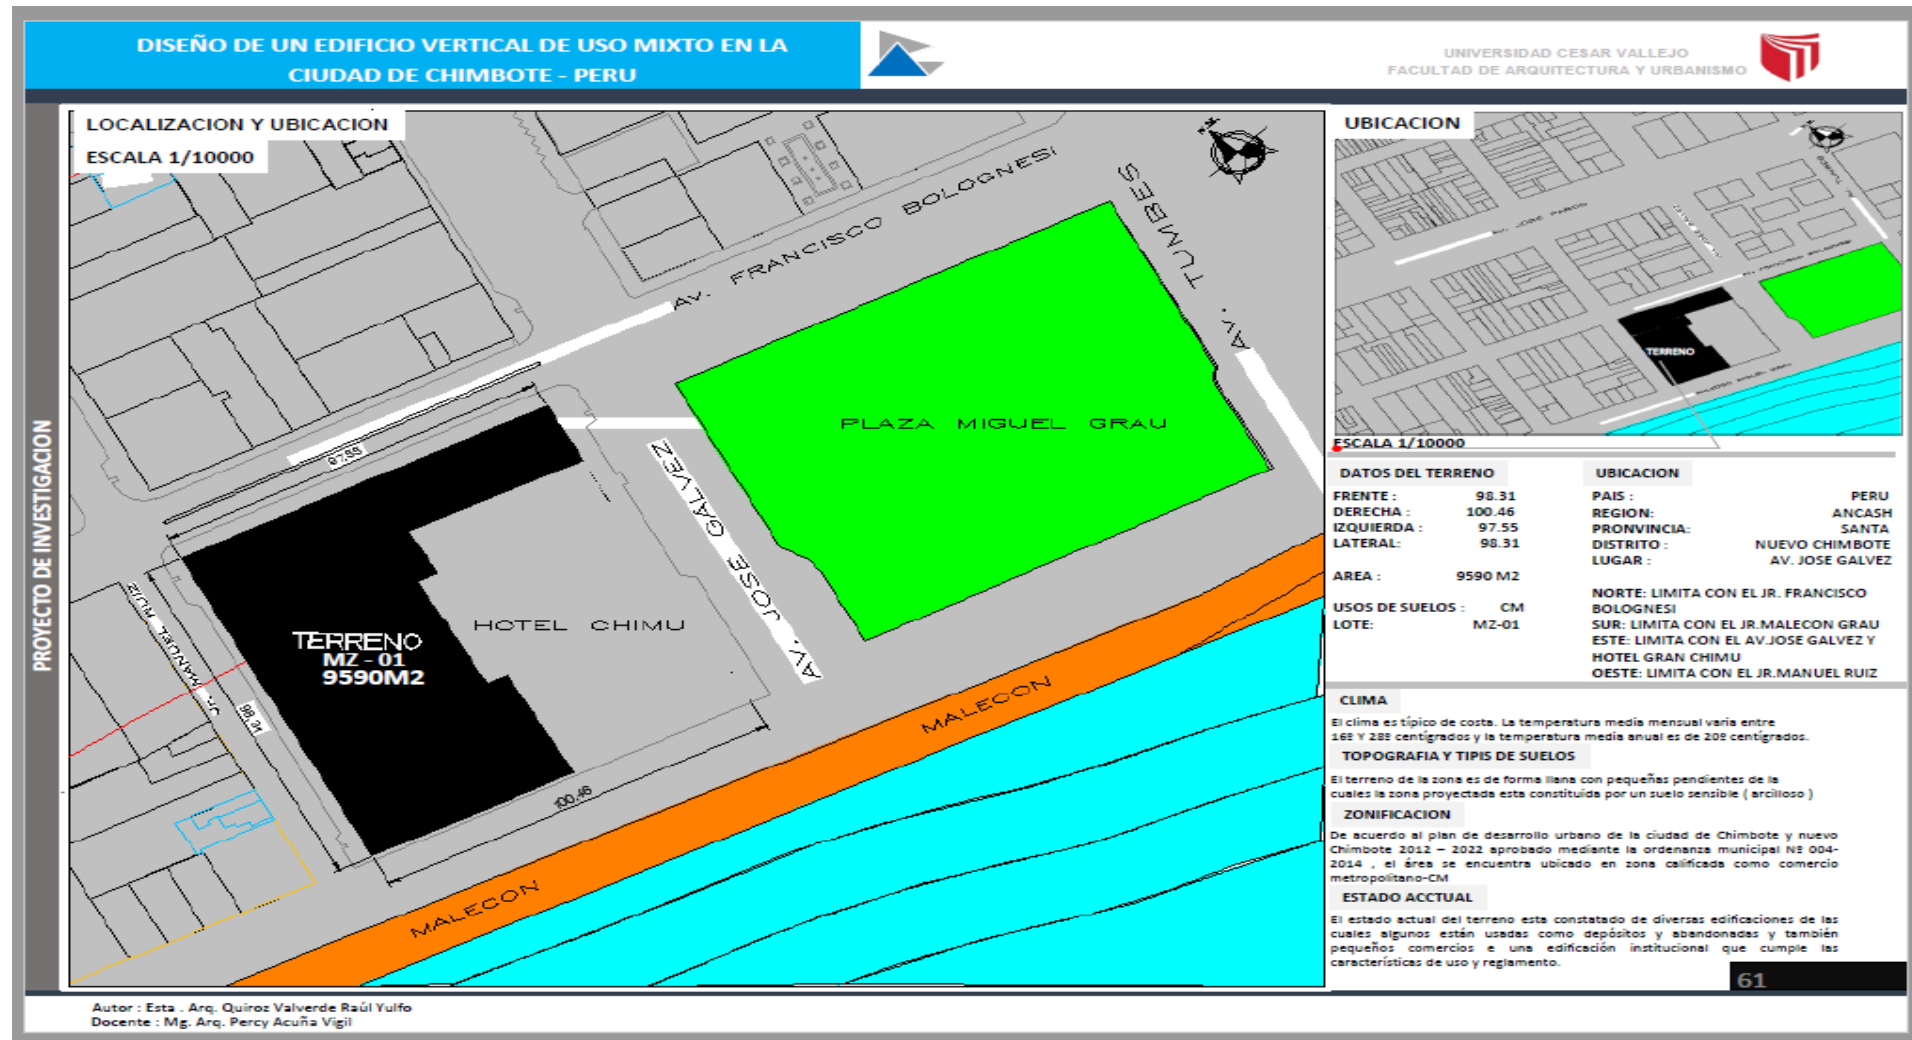 DISEÑO DE UN EDIFICIO VERTICAL DE USO MIXTO EN LA
CIUDAD DE CHIMBOTE - PERU
UNIVERSIDAD CESAR VALLEJO
FACULTAD DE ARQUITECTURA Y URBANISMO
PROYECTO DE INVESTIGACION
LOCALIZACION Y UBICACION
ESCALA 1/10000
AV. FRANCISCO BOLOGNESI
AV. TUMBES
PLAZA MIGUEL GRAU
97,55
AV. JOSE GALVEZ
HOTEL CHIMU
TERRENO
MZ - 01
9590M2
JR. MANUEL RUIZ
98,31
100,46
MALECON
MALECON
UBICACION
TERRENO
ESCALA 1/10000
DATOS DEL TERRENO
FRENTE : 98.31
DERECHA : 100.46
IZQUIERDA : 97.55
LATERAL: 98.31
AREA : 9590 M2
USOS DE SUELOS : CM
LOTE: MZ-01
UBICACION
PAIS : PERU
REGION: ANCASH
PRONVINCIA: SANTA
DISTRITO : NUEVO CHIMBOTE
LUGAR : AV. JOSE GALVEZ
NORTE: LIMITA CON EL JR. FRANCISCO
BOLOGNESI
SUR: LIMITA CON EL JR.MALECON GRAU
ESTE: LIMITA CON EL AV.JOSE GALVEZ Y
HOTEL GRAN CHIMU
OESTE: LIMITA CON EL JR.MANUEL RUIZ
CLIMA
El clima es típico de costa. La temperatura media mensual varia entre
16º Y 28º centígrados y la temperatura media anual es de 20º centígrados.
TOPOGRAFIA Y TIPIS DE SUELOS
El terreno de la zona es de forma llana con pequeñas pendientes de la
cuales la zona proyectada esta constituida por un suelo sensible ( arcilloso )
ZONIFICACION
De acuerdo al plan de desarrollo urbano de la ciudad de Chimbote y nuevo
Chimbote 2012 – 2022 aprobado mediante la ordenanza municipal Nº 004-
2014 , el área se encuentra ubicado en zona calificada como comercio
metropolitano-CM
ESTADO ACCTUAL
El estado actual del terreno esta constatado de diversas edificaciones de las
cuales algunos están usadas como depósitos y abandonadas y también
pequeños comercios e una edificación institucional que cumple las
características de uso y reglamento.
61
Autor : Esta . Arq. Quiroz Valverde Raúl Yulfo
Docente : Mg. Arq. Percy Acuña Vigil